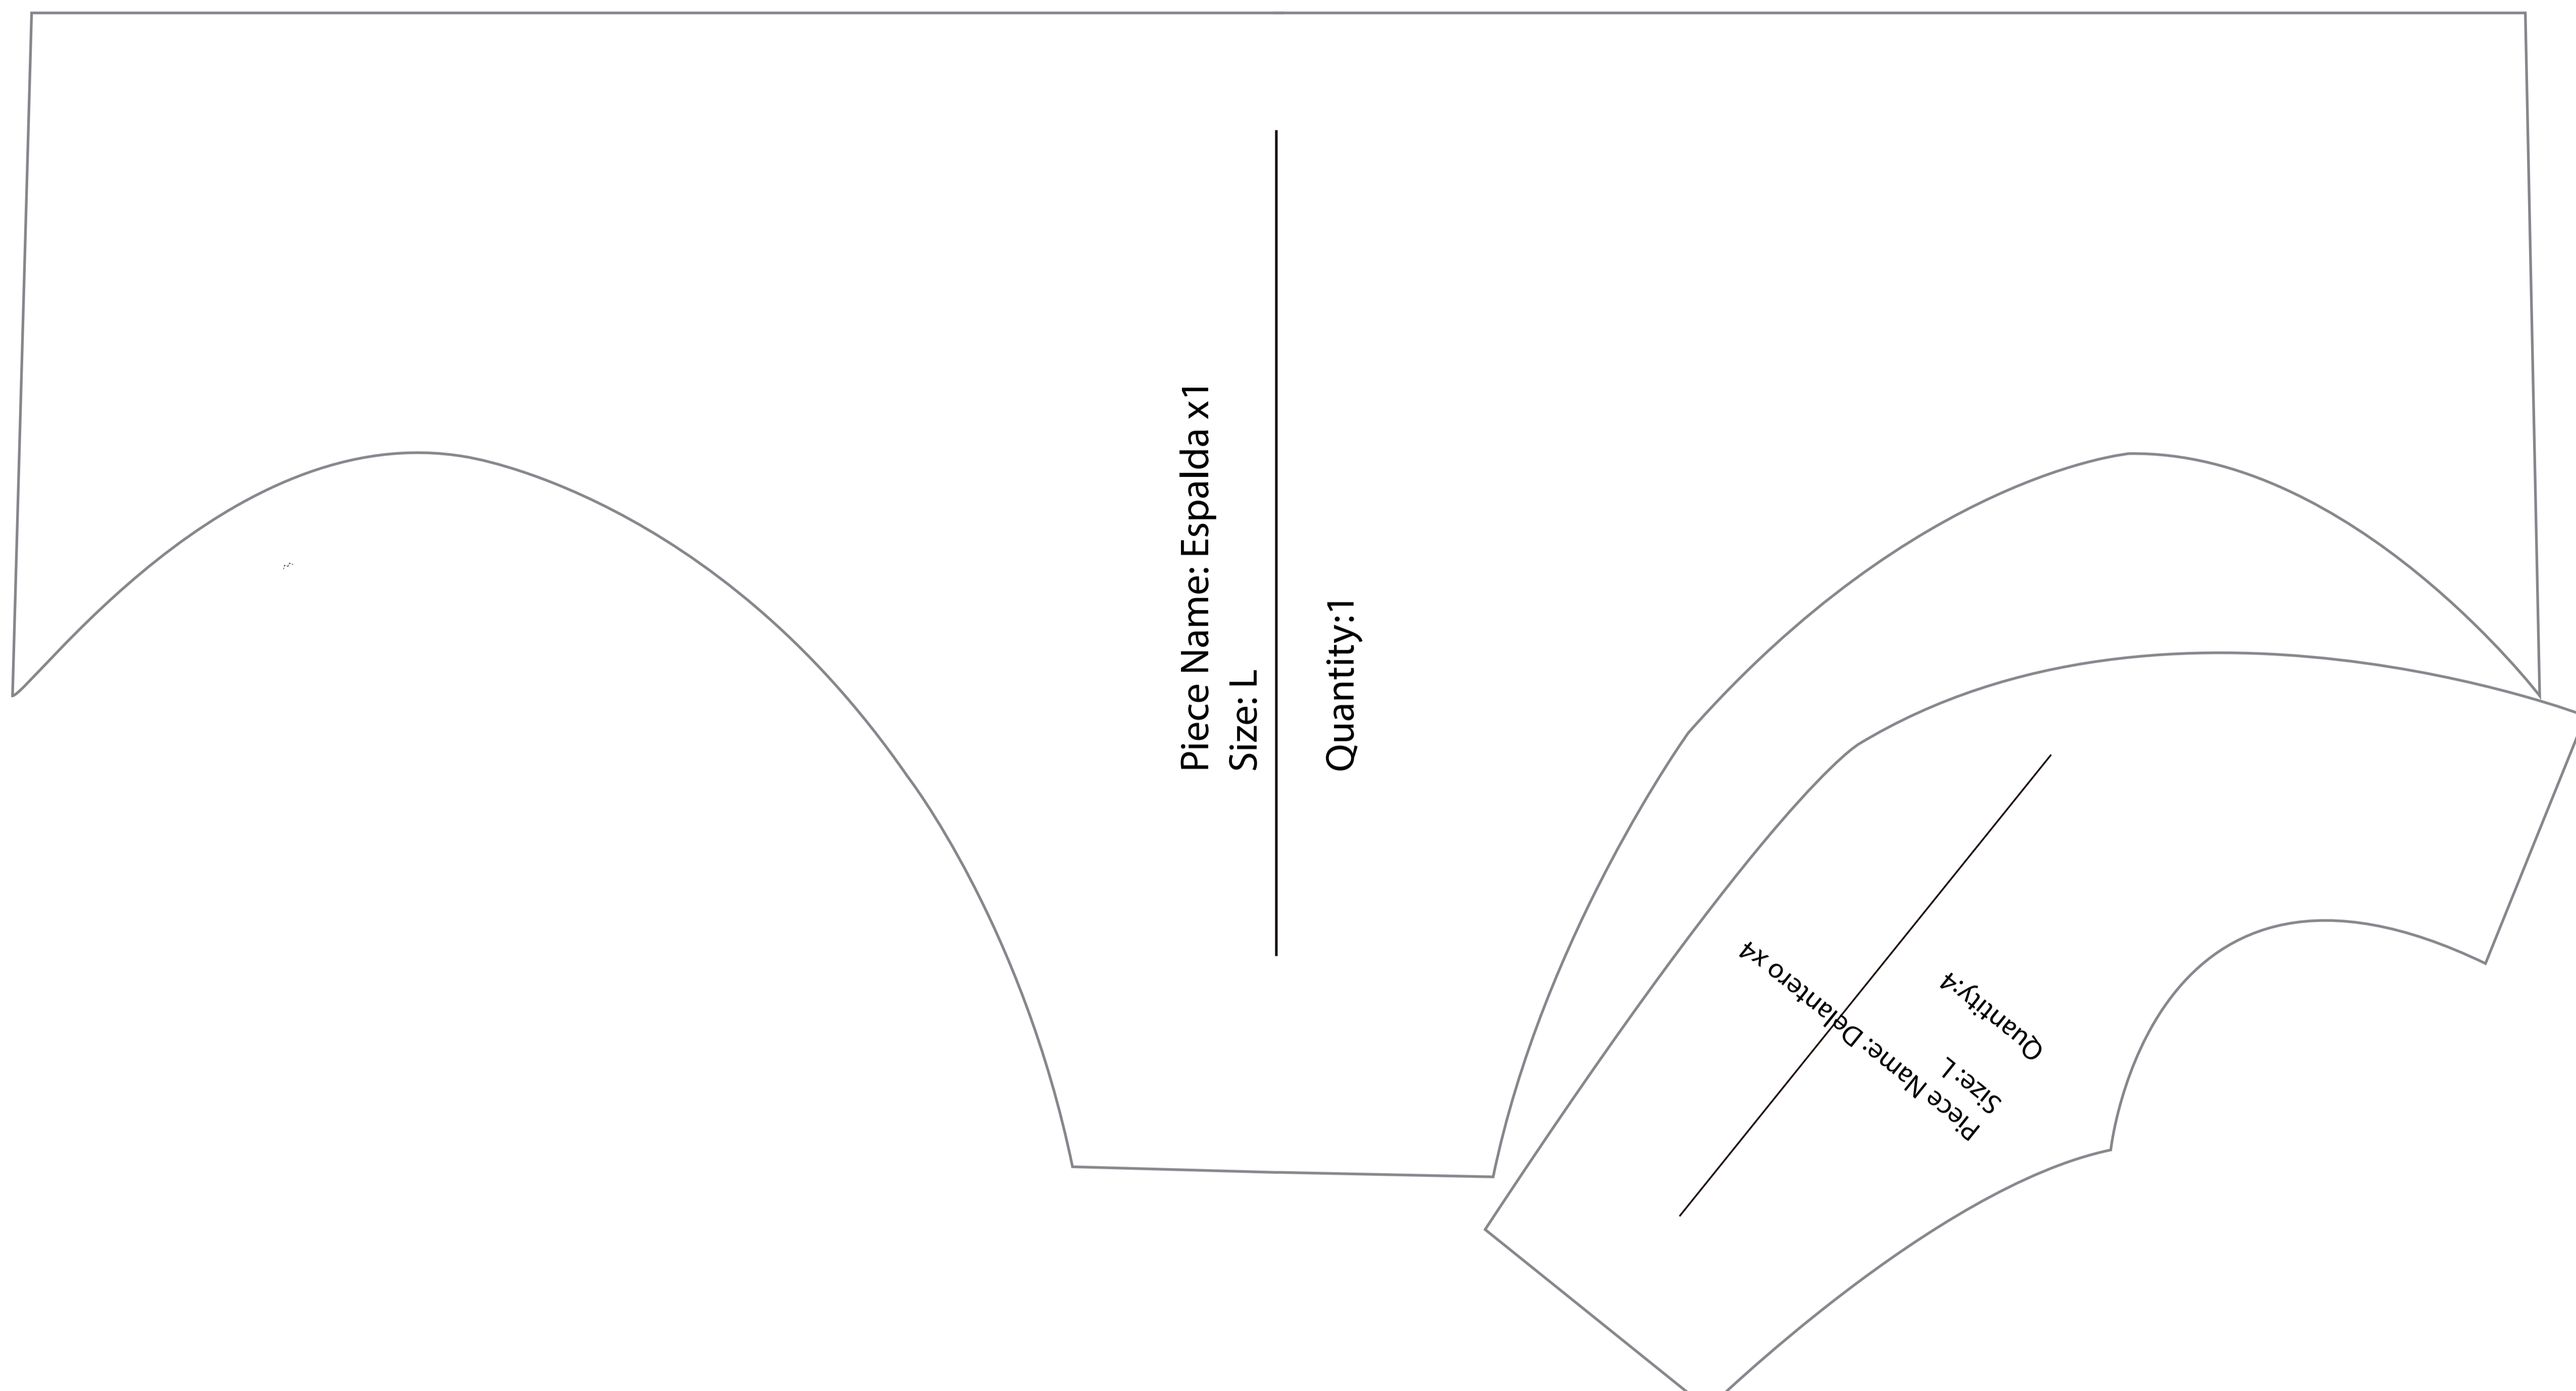 Piece Name: Espalda x1
Size: L
Quantity:1
Piece Name: Delantero x4
Size: L
Quantity:4